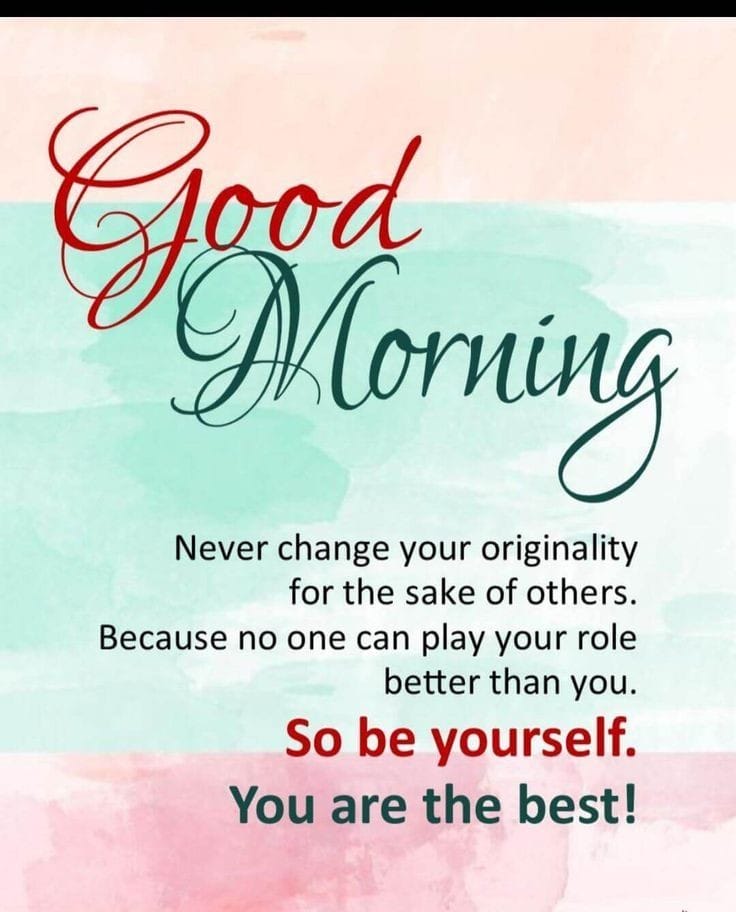 Good
Morning
Never change your originality
for the sake of others.
Because no one can play your role
better than you.
So be yourself.
You are the best!